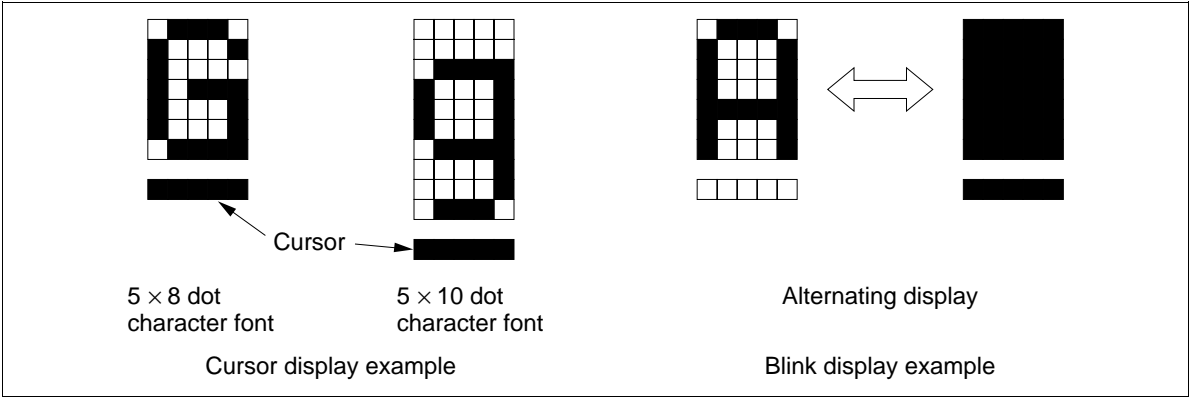 Cursor
5 × 8 dot
character font
5 × 10 dot
character font
Alternating display
Cursor display example
Blink display example